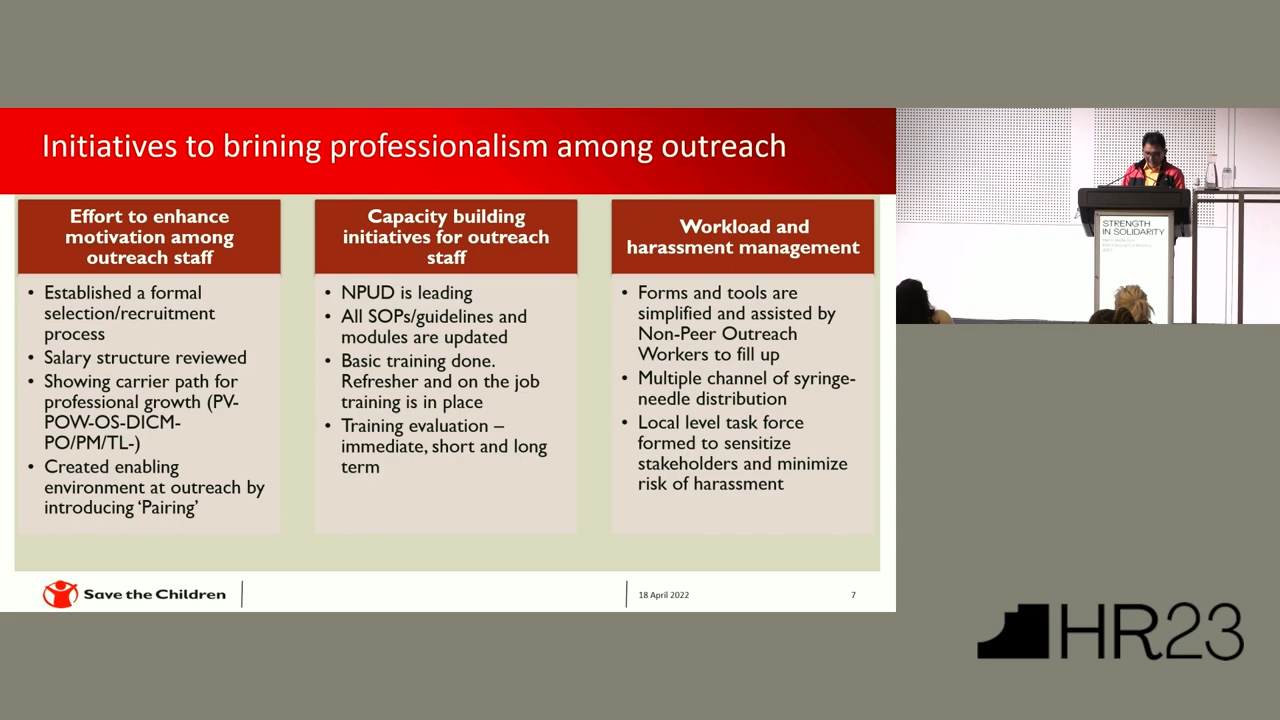 Initiatives to brining professionalism among outreach
Effort to enhance
motivation among
outreach staff
• Established a formal
selection/recruitment
process
• Salary structure reviewed
• Showing carrier path for
professional growth (PV-
POW-OS-DICM-
PO/PM/TL-)
• Created enabling
environment at outreach by
introducing ‘Pairing’
Capacity building
initiatives for outreach
staff
• NPUD is leading
• All SOPs/guidelines and
modules are updated
• Basic training done.
Refresher and on the job
training is in place
• Training evaluation –
immediate, short and long
term
Workload and
harassment management
• Forms and tools are
simplified and assisted by
Non-Peer Outreach
Workers to fill up
• Multiple channel of syringe-
needle distribution
• Local level task force
formed to sensitize
stakeholders and minimize
risk of harassment
Save the Children
18 April 2022
7
STRENGTH
IN SOLIDARITY
HR23